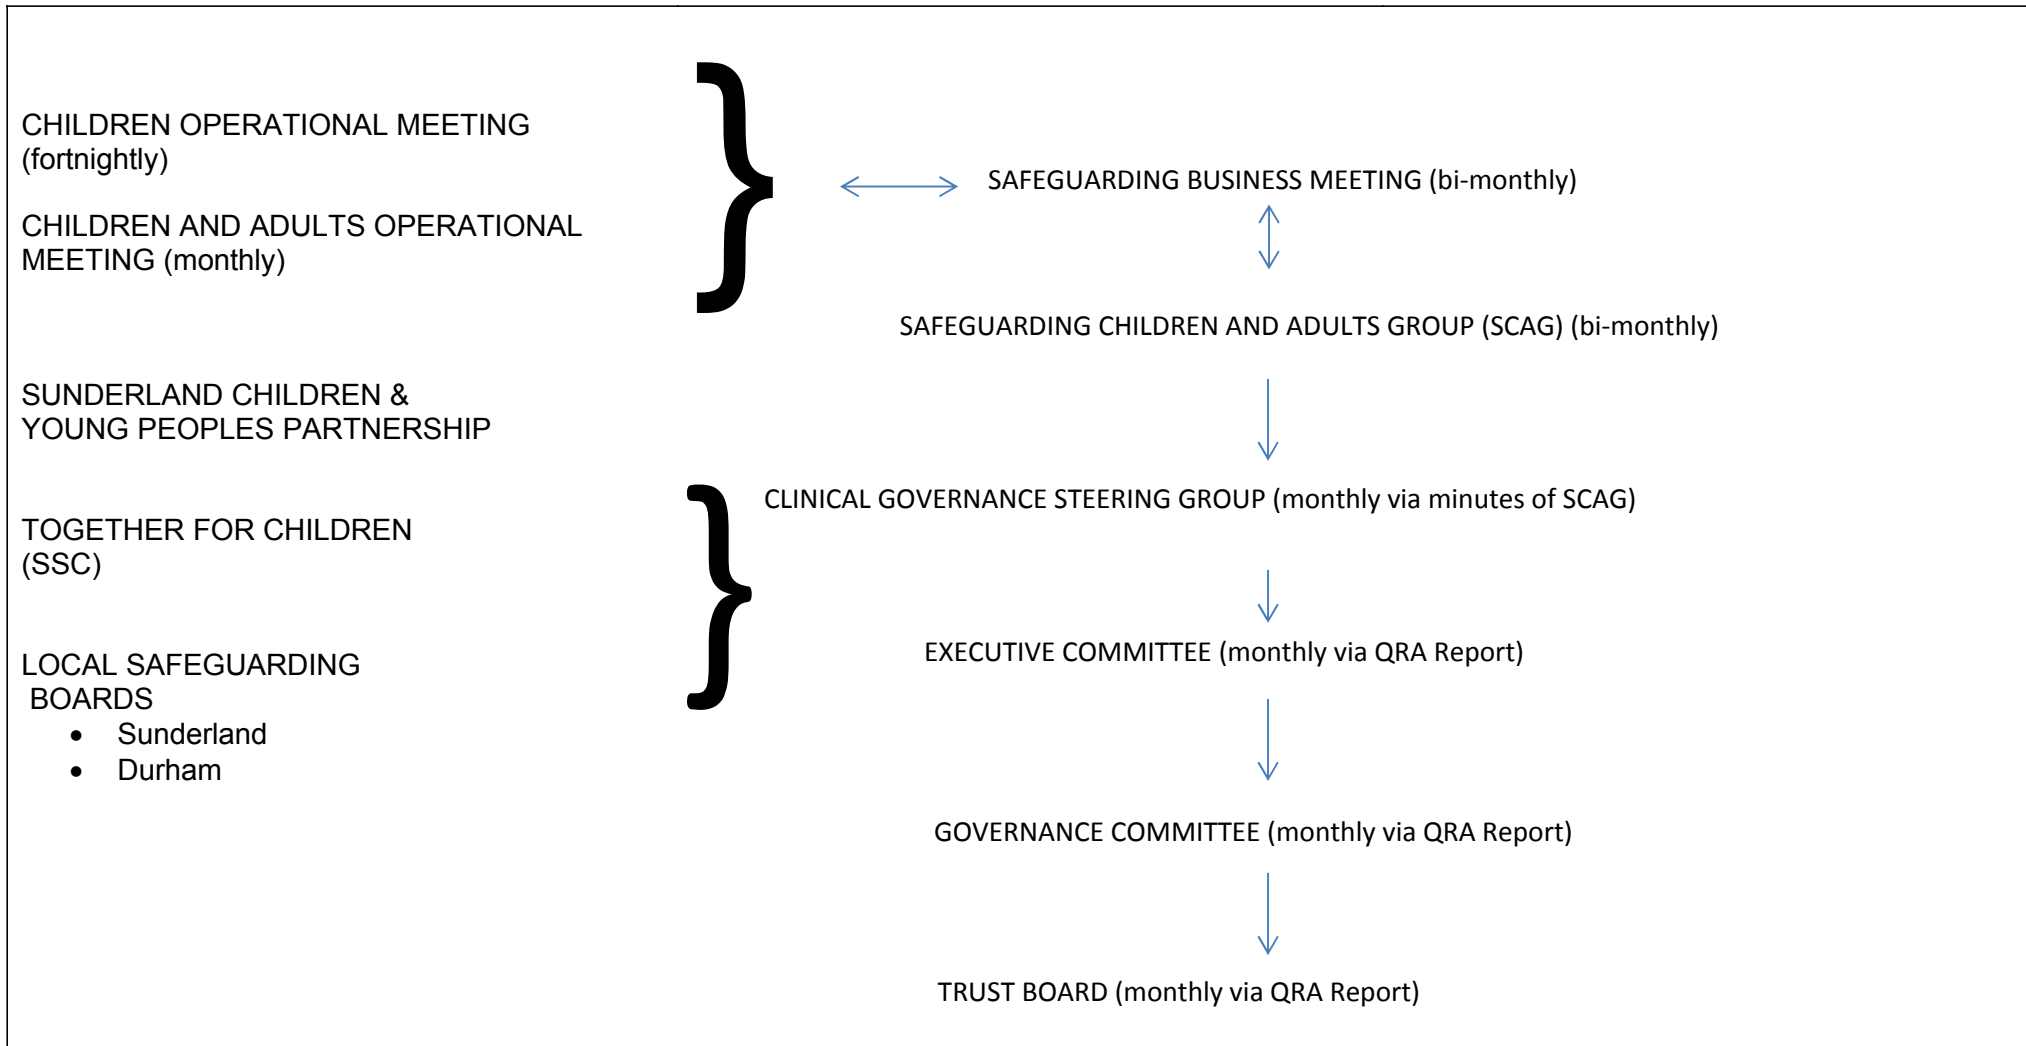 CHILDREN OPERATIONAL MEETING
(fortnightly)
CHILDREN AND ADULTS OPERATIONAL
MEETING (monthly)
SUNDERLAND CHILDREN &
YOUNG PEOPLES PARTNERSHIP
TOGETHER FOR CHILDREN
(SSC)
LOCAL SAFEGUARDING
BOARDS
• Sunderland
• Durham
SAFEGUARDING BUSINESS MEETING (bi-monthly)
SAFEGUARDING CHILDREN AND ADULTS GROUP (SCAG) (bi-monthly)
CLINICAL GOVERNANCE STEERING GROUP (monthly via minutes of SCAG)
EXECUTIVE COMMITTEE (monthly via QRA Report)
GOVERNANCE COMMITTEE (monthly via QRA Report)
TRUST BOARD (monthly via QRA Report)